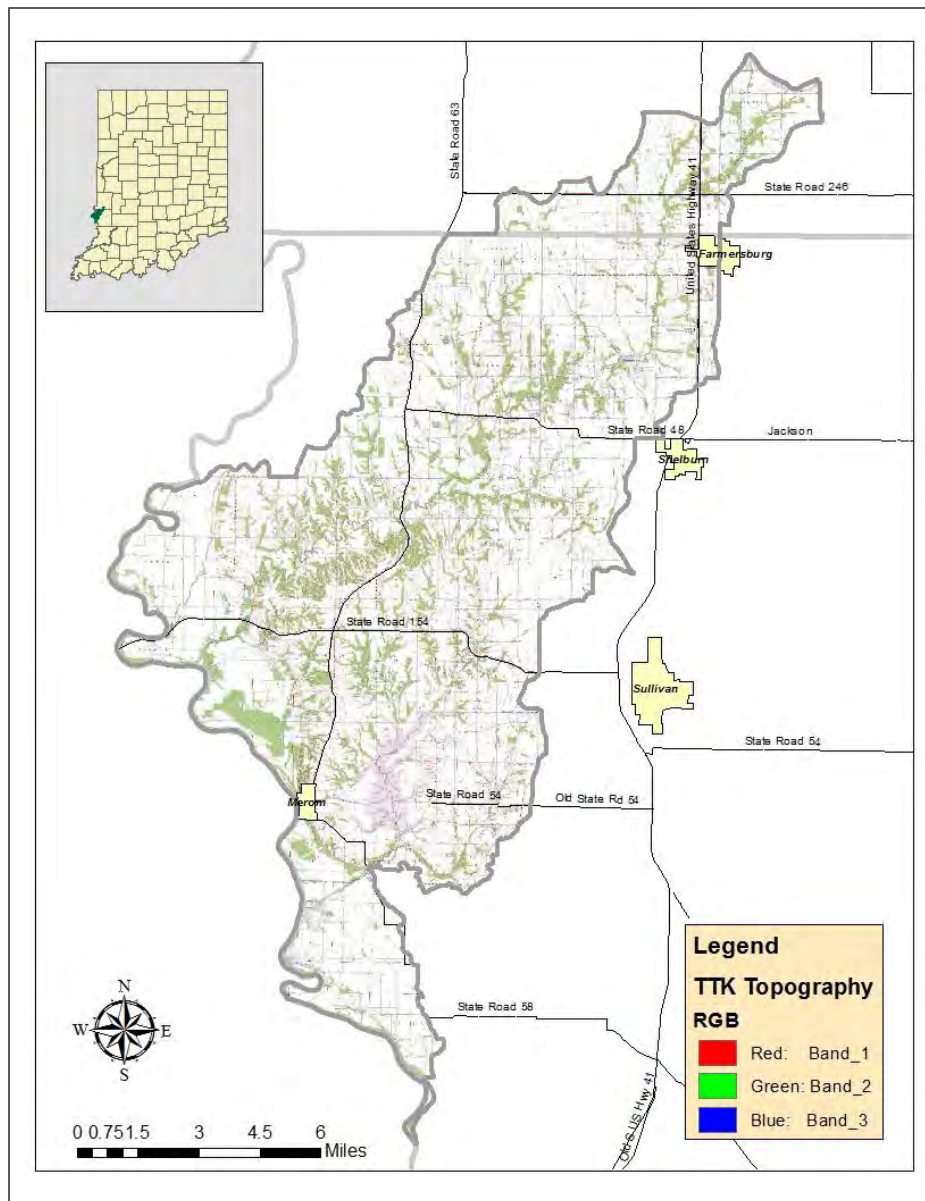 State Road 63
State Road 246
United States Highway 41
Farmersburg
State Road 48
Jackson
Shelburn
State Road 154
Sullivan
State Road 54
State Road 54
Old State Rd 54
Merom
State Road 58
Old S US Hwy 41
N
W
E
S
0 0.75 1.5 3 4.5 6
Miles
Legend
TTK Topography
RGB
Red: Band_1
Green: Band_2
Blue: Band_3